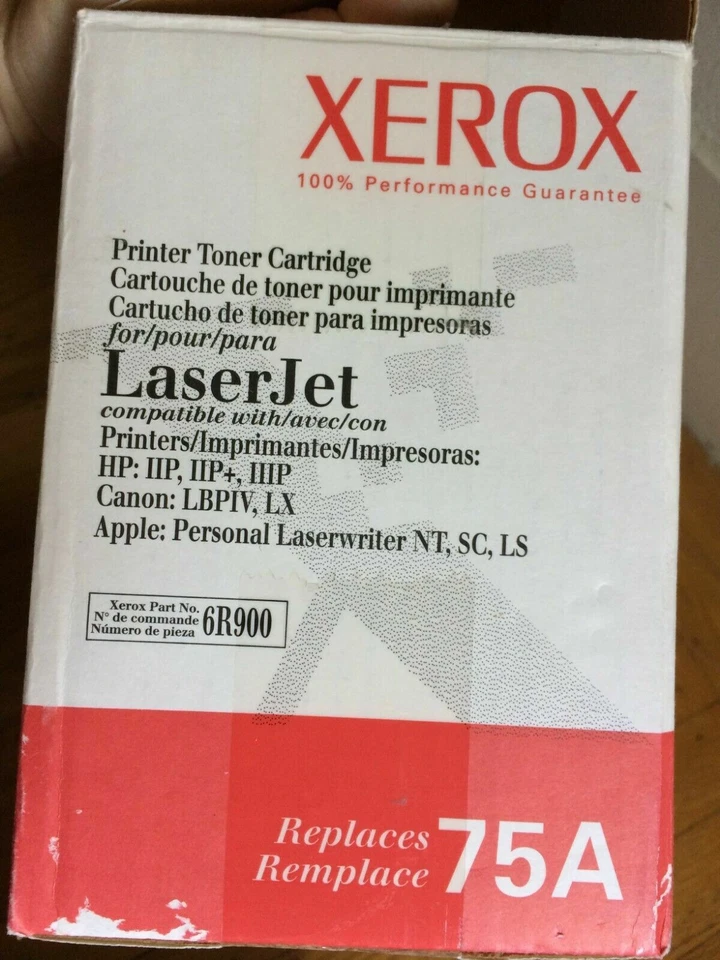 XEROX
100% Performance Guarantee
Printer Toner Cartridge
Cartouche de toner pour imprimante
Cartucho de toner para impresoras
for/pour/para
LaserJet
compatible with/avec/con
Printers/Imprimantes/Impresoras:
HP: IIP, IIP+, IIIP
Canon: LBPIV, LX
Apple: Personal Laserwriter NT, SC, LS
Xerox Part No.
N° de commande
Número de pieza
6R900
Replaces
Remplace
75A